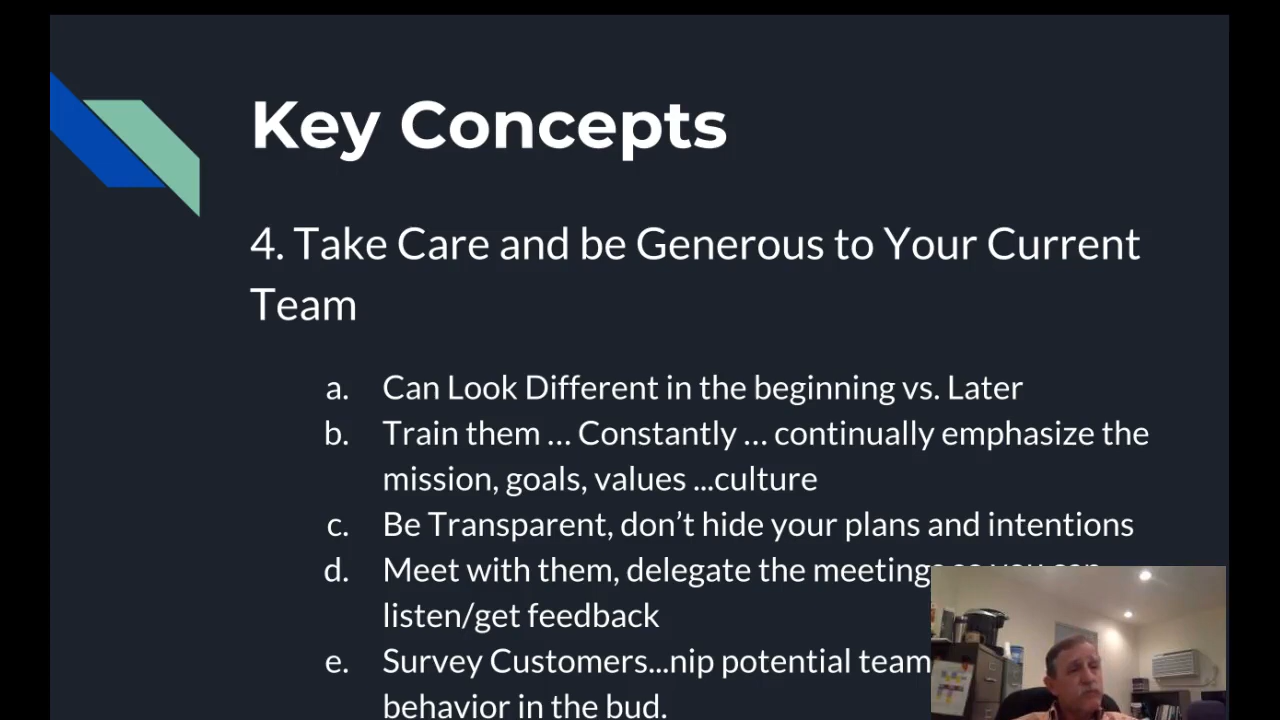 Key Concepts
4. Take Care and be Generous to Your Current
Team
a. Can Look Different in the beginning vs. Later
b. Train them ... Constantly ... continually emphasize the
mission, goals, values ...culture
c. Be Transparent, don’t hide your plans and intentions
d. Meet with them, delegate the meetings so you can
listen/get feedback
e. Survey Customers...nip potential team
behavior in the bud.